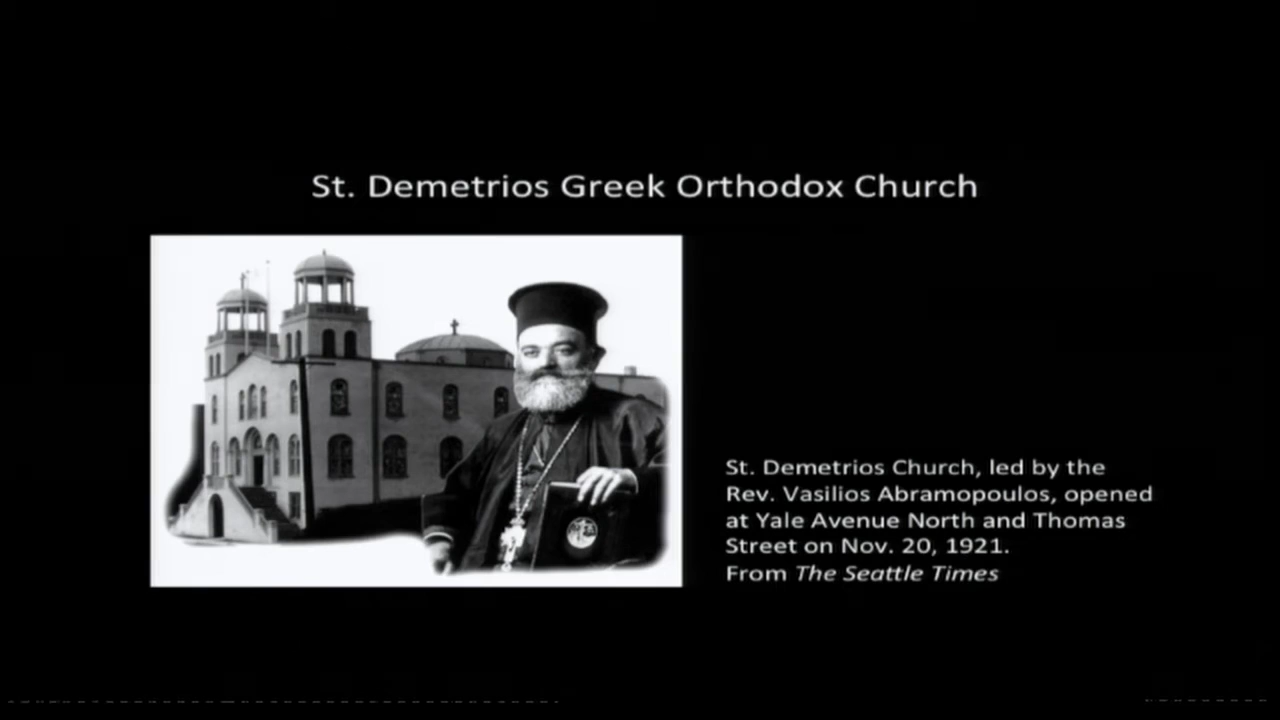 St. Demetrios Greek Orthodox Church
St. Demetrios Church, led by the
Rev. Vasilios Abramopoulos, opened
at Yale Avenue North and Thomas
Street on Nov. 20, 1921.
From The Seattle Times